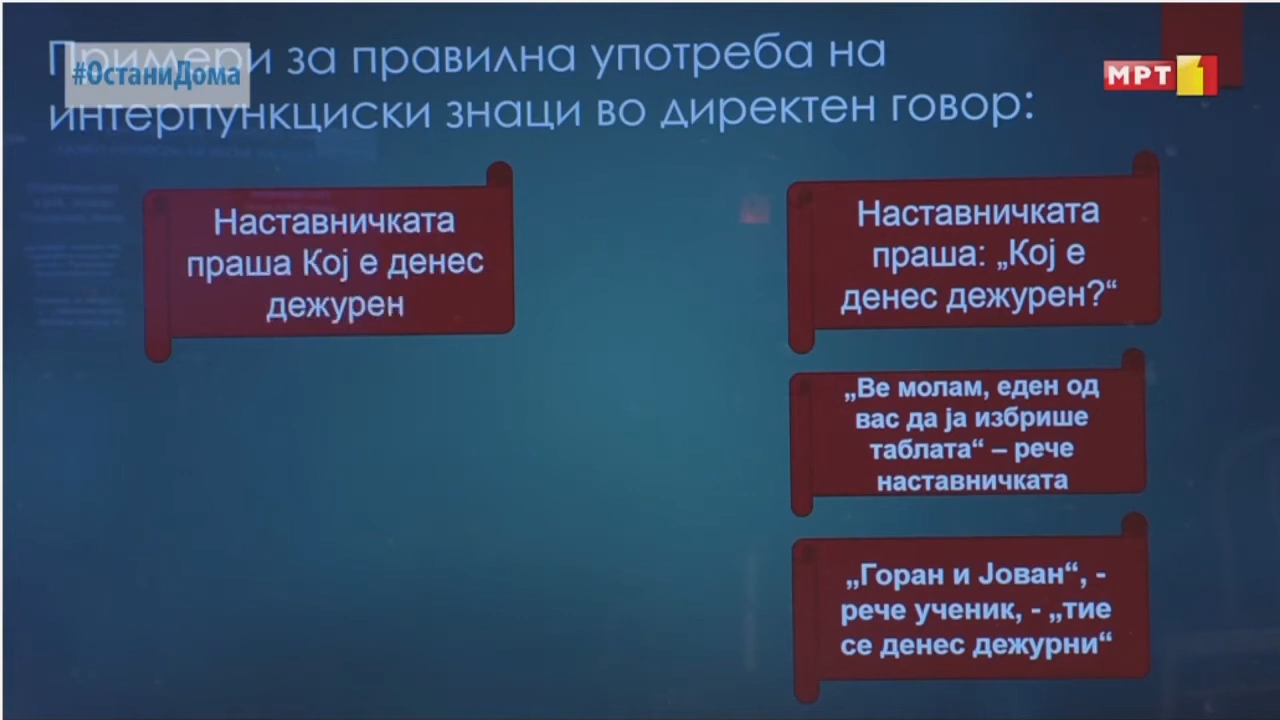 Примери за правилна употреба на
#ОстаниДома
интерпункциски знаци во директен говор:
МРТ 1
Наставничката
праша Кој е денес
дежурен
Наставничката
праша: „Кој е
денес дежурен?“
„Ве молам, еден од
вас да ја избрише
таблата“ – рече
наставничката
„Горан и Јован“, -
рече ученик, - „тие
се денес дежурни“